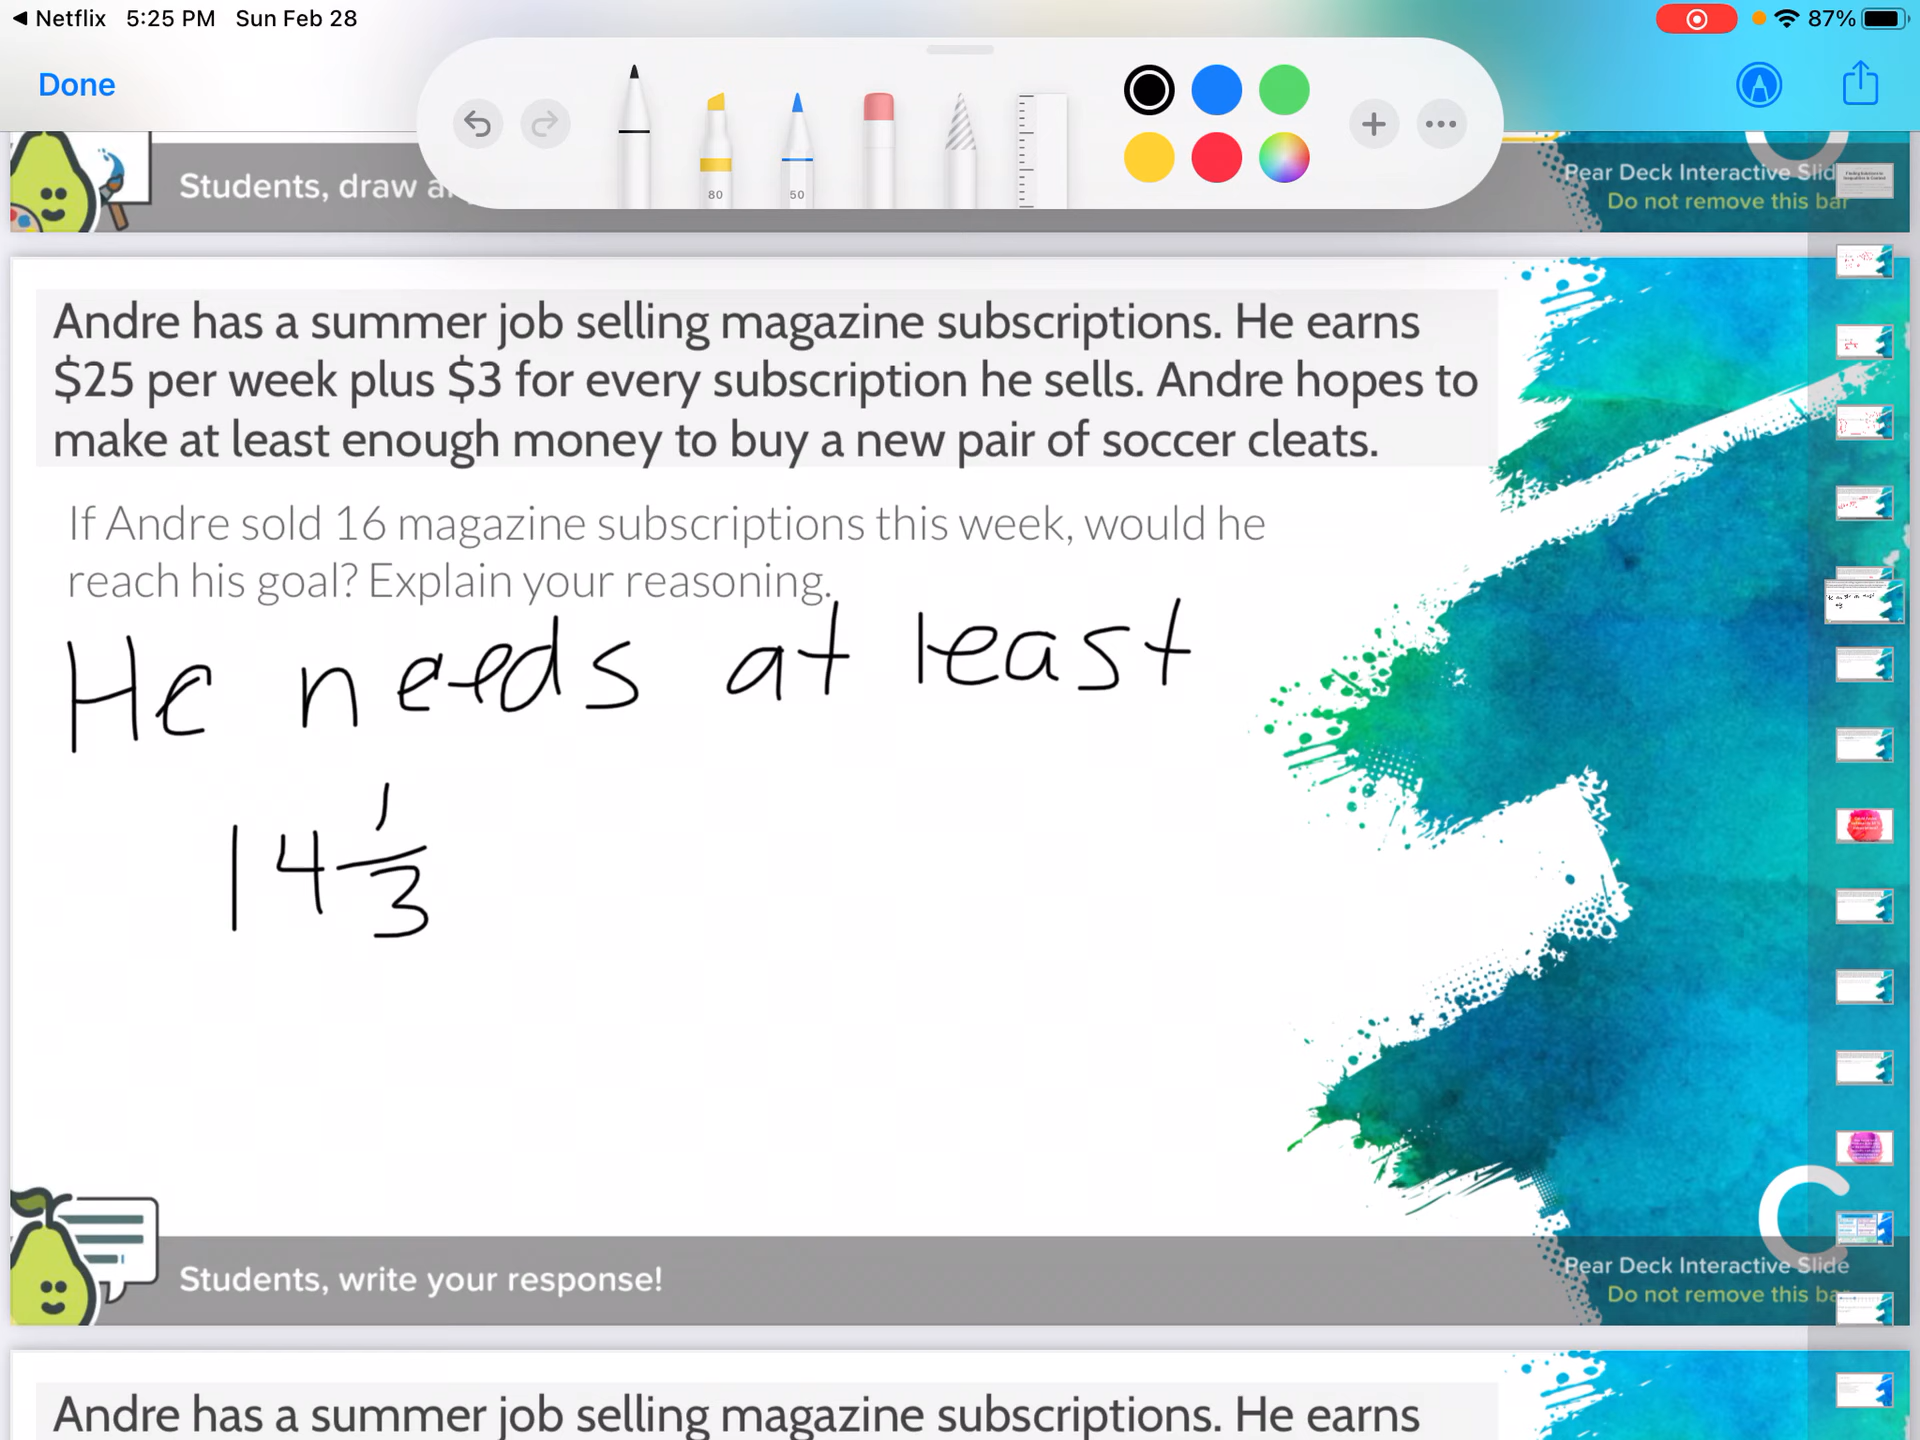 Netflix 5:25 PM Sun Feb 28
87%
Done
80
50
Students, draw a
Pear Deck Interactive Slid
Do not remove this bar
Andre has a summer job selling magazine subscriptions. He earns
$25 per week plus $3 for every subscription he sells. Andre hopes to
make at least enough money to buy a new pair of soccer cleats.
If Andre sold 16 magazine subscriptions this week, would he
reach his goal? Explain your reasoning.
He needs at least
14 1/3
Students, write your response!
Pear Deck Interactive Slide
Do not remove this ba
Andre has a summer job selling magazine subscriptions. He earns